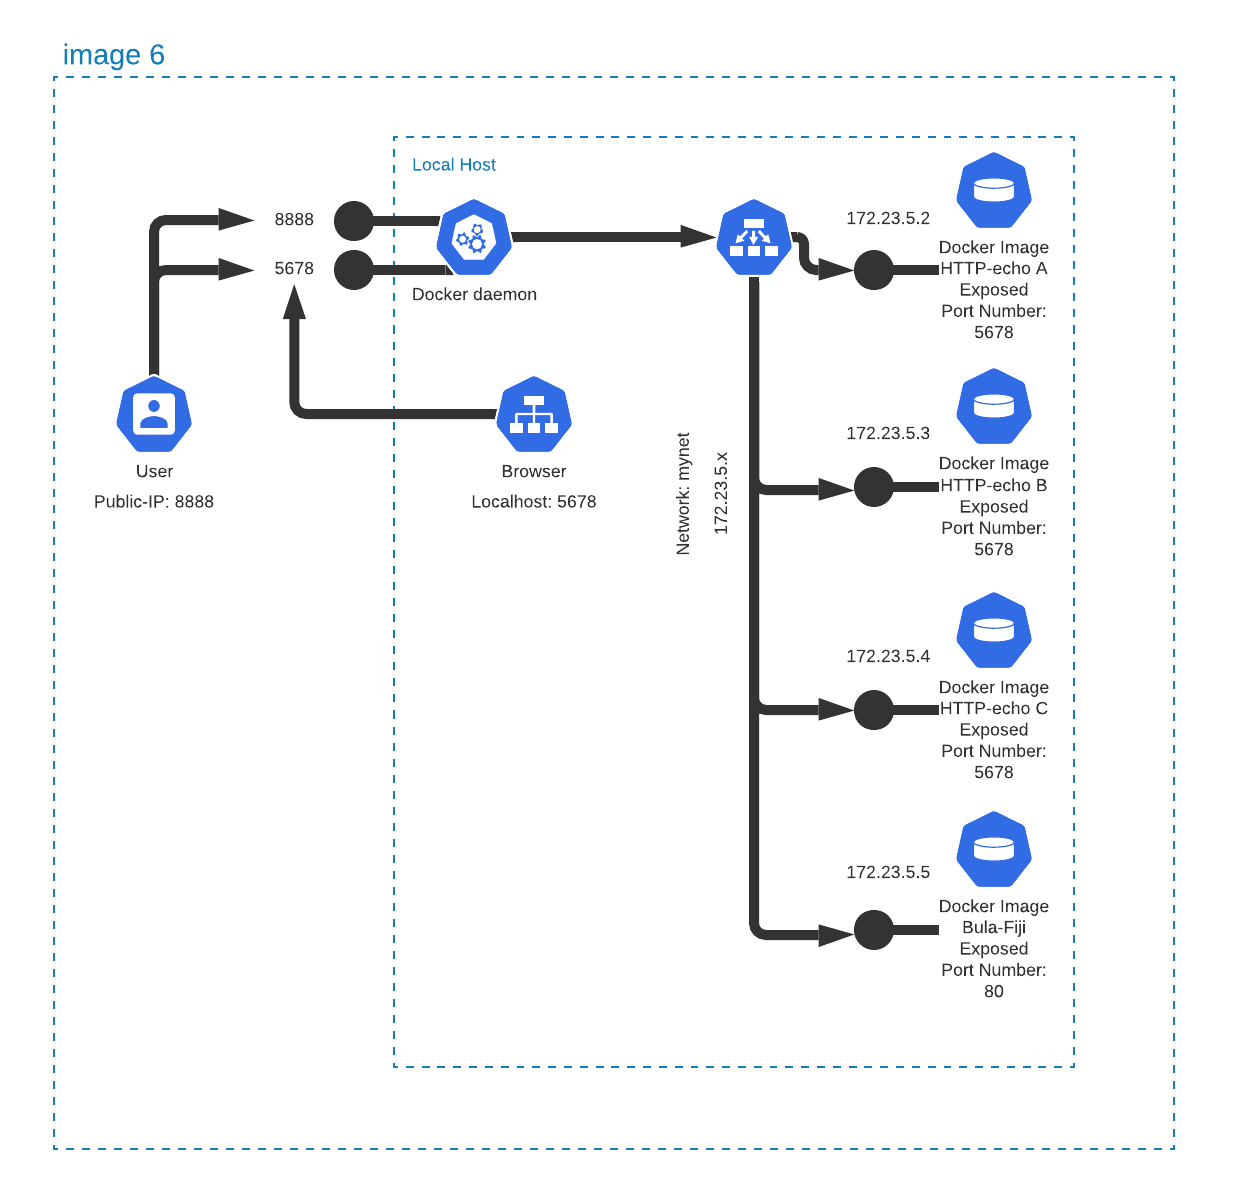 image 6
Local Host
8888
5678
Docker daemon
User
Public-IP: 8888
Browser
Localhost: 5678
Network: mynet
172.23.5.x
172.23.5.2
Docker Image
HTTP-echo A
Exposed
Port Number:
5678
172.23.5.3
Docker Image
HTTP-echo B
Exposed
Port Number:
5678
172.23.5.4
Docker Image
HTTP-echo C
Exposed
Port Number:
5678
172.23.5.5
Docker Image
Bula-Fiji
Exposed
Port Number:
80